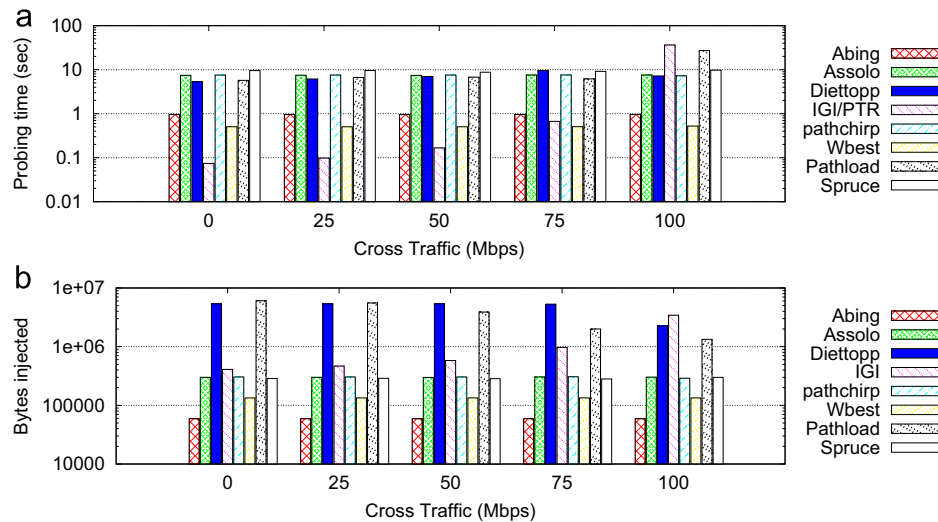 a
Probing time (sec)
100
10
1
0.1
0.01
0
25
50
75
100
Cross Traffic (Mbps)
Abing
Assolo
Diettopp
IGI/PTR
pathchirp
Wbest
Pathload
Spruce
b
Bytes injected
1e+07
1e+06
100000
10000
0
25
50
75
100
Cross Traffic (Mbps)
Abing
Assolo
Diettopp
IGI
pathchirp
Wbest
Pathload
Spruce